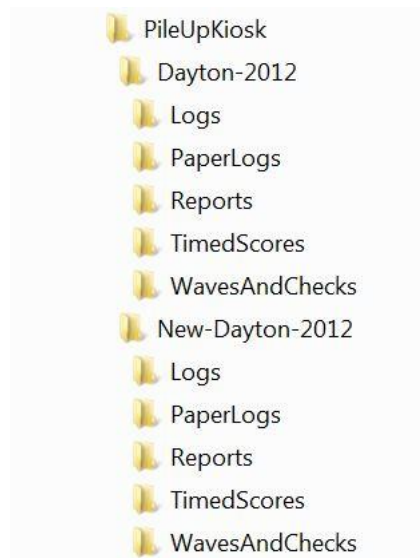 PileUpKiosk
Dayton-2012
Logs
PaperLogs
Reports
TimedScores
WavesAndChecks
New-Dayton-2012
Logs
PaperLogs
Reports
TimedScores
WavesAndChecks